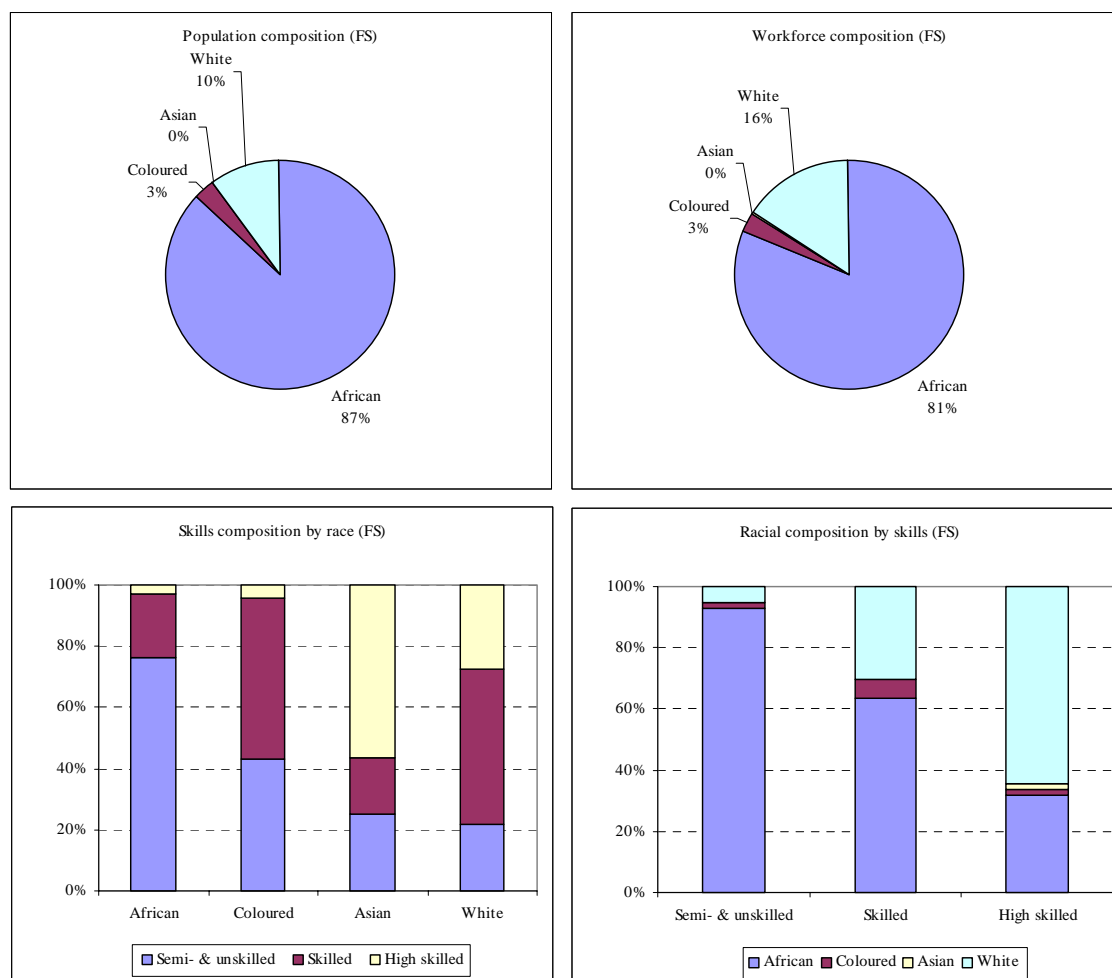 Population composition (FS)
White
10%
Asian
0%
Coloured
3%
African
87%
Workforce composition (FS)
White
16%
Asian
0%
Coloured
3%
African
81%
Skills composition by race (FS)
100%
80%
60%
40%
20%
0%
African Coloured Asian White
Semi- & unskilled Skilled High skilled
Racial composition by skills (FS)
100%
80%
60%
40%
20%
0%
Semi- & unskilled Skilled High skilled
African Coloured Asian White